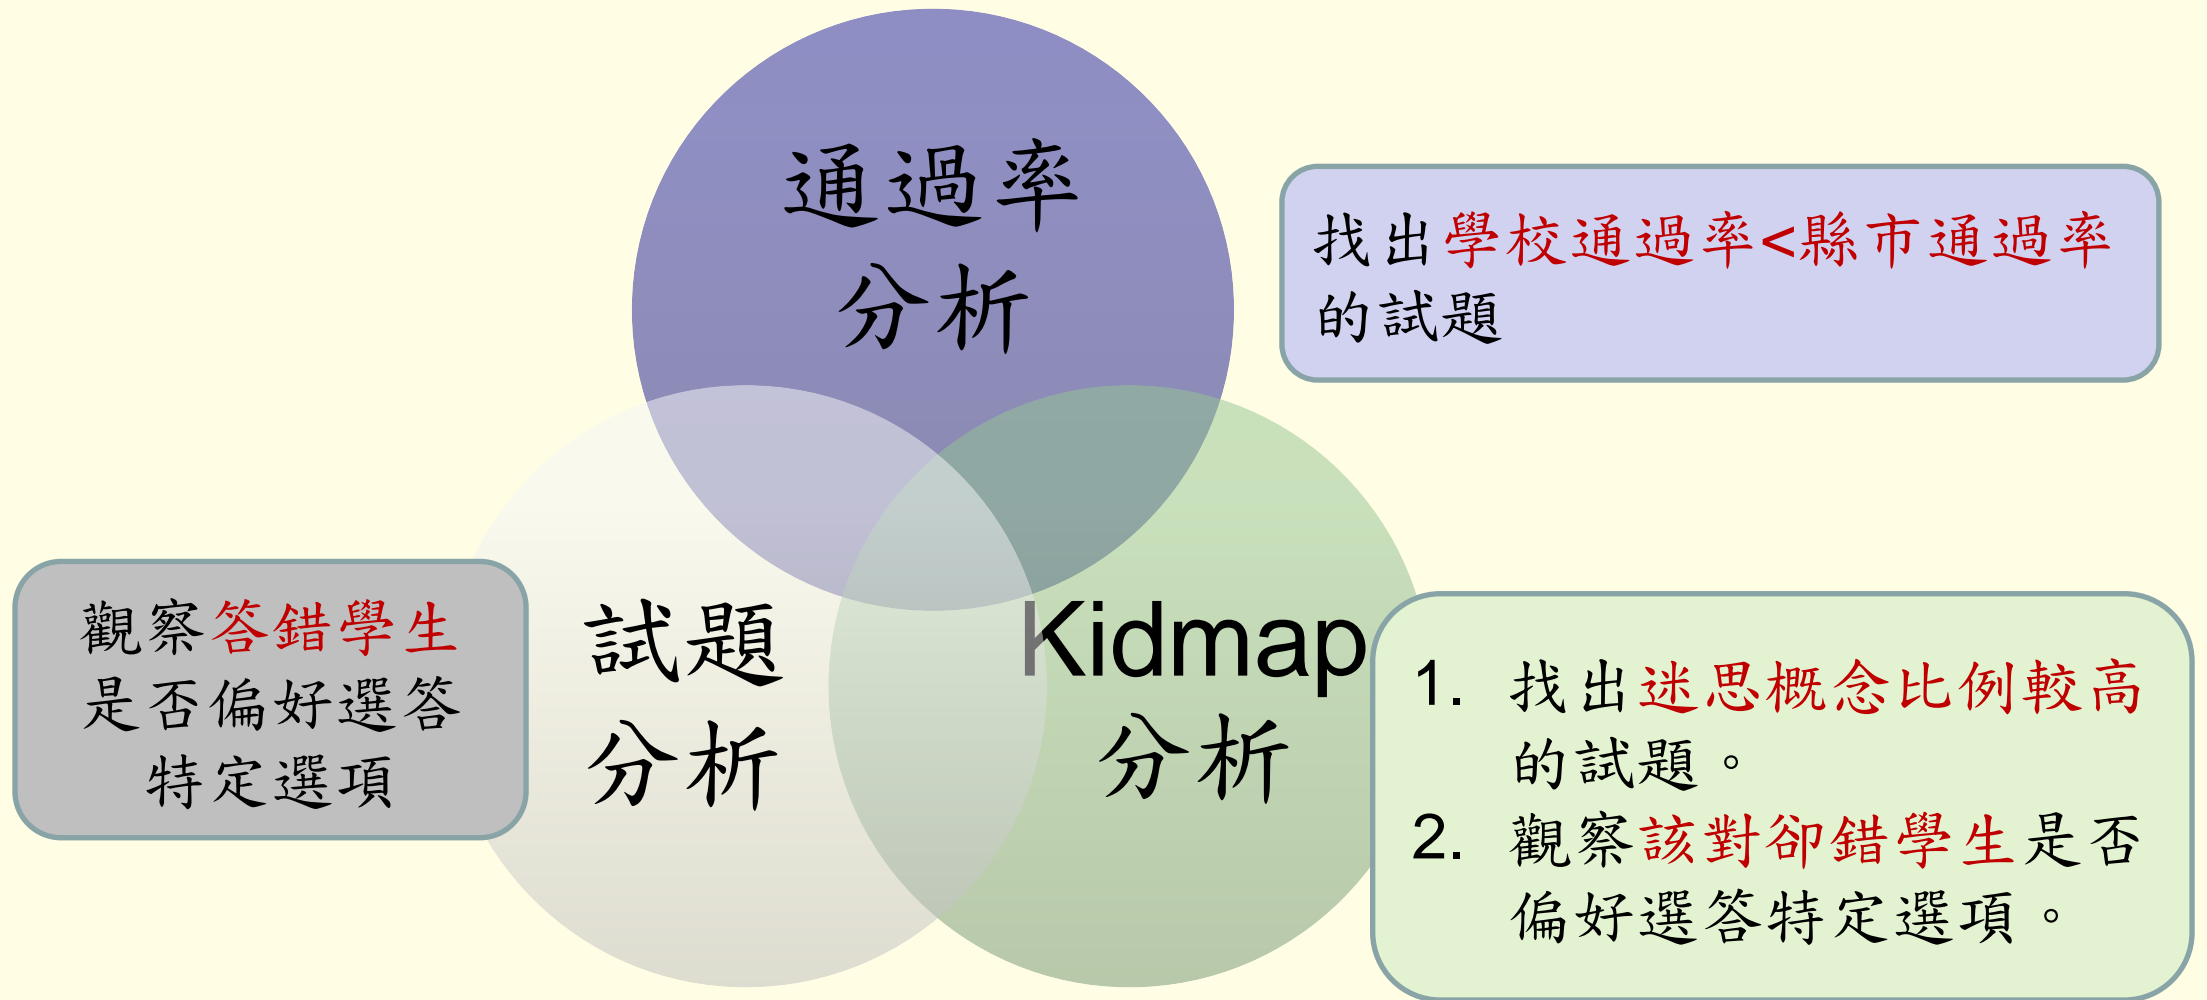 通過率
分析
找出學校通過率<縣市通過率
的試題
觀察答錯學生
是否偏好選答
特定選項
試題
分析
Kidmap
分析
1. 找出迷思概念比例較高
的試題。
2. 觀察該對卻錯學生是否
偏好選答特定選項。